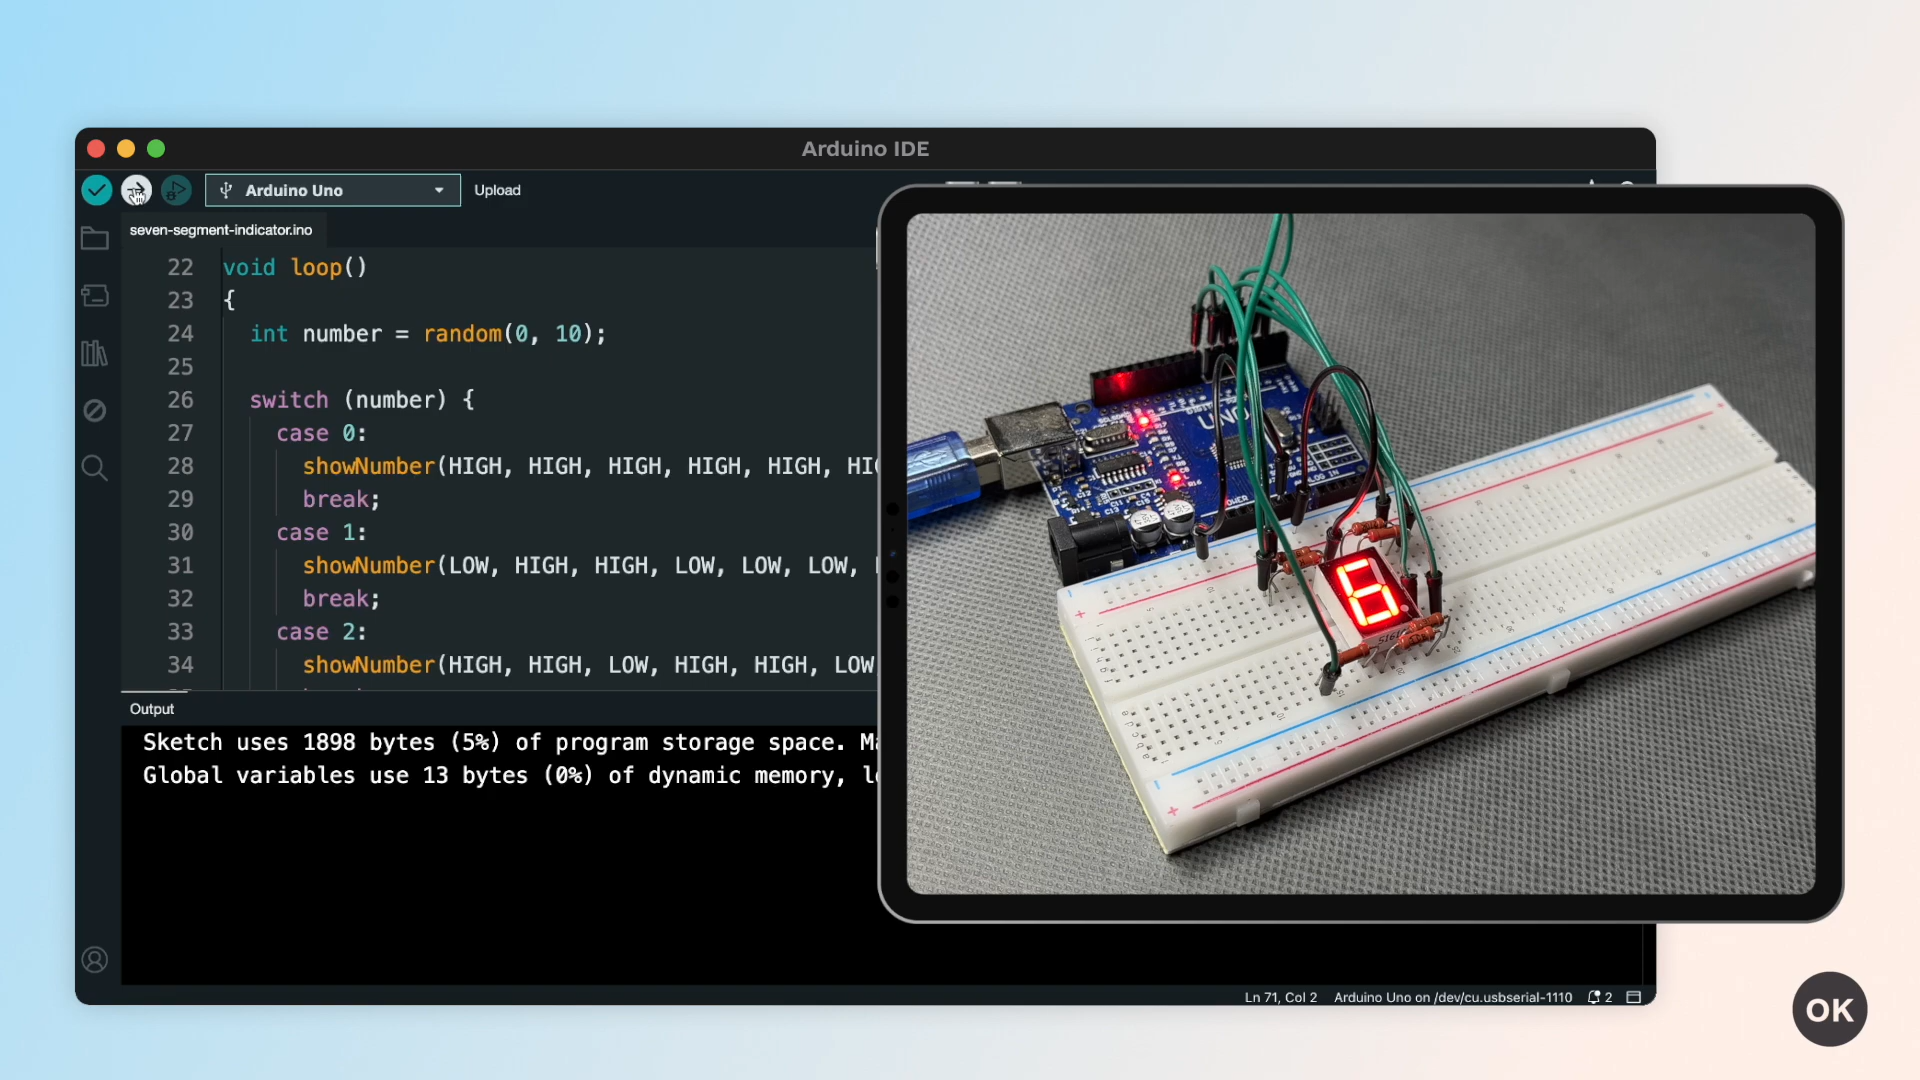 Arduino IDE
Arduino Uno
Upload
seven-segment-indicator.ino
22 void loop()
23 {
24 int number = random(0, 10);
25
26 switch (number) {
27 case 0:
28 showNumber(HIGH, HIGH, HIGH, HIGH, HIGH,
29 break;
30 case 1:
31 showNumber(LOW, HIGH, HIGH, LOW, LOW, LOW,
32 break;
33 case 2:
34 showNumber(HIGH, HIGH, LOW, HIGH, HIGH, LOW
Output
Sketch uses 1898 bytes (5%) of program storage space.
Global variables use 13 bytes (0%) of dynamic memory,
UNO
POWER
6
Ln 71, Col 2 Arduino Uno on /dev/cu.usbserial-1110 2
OK